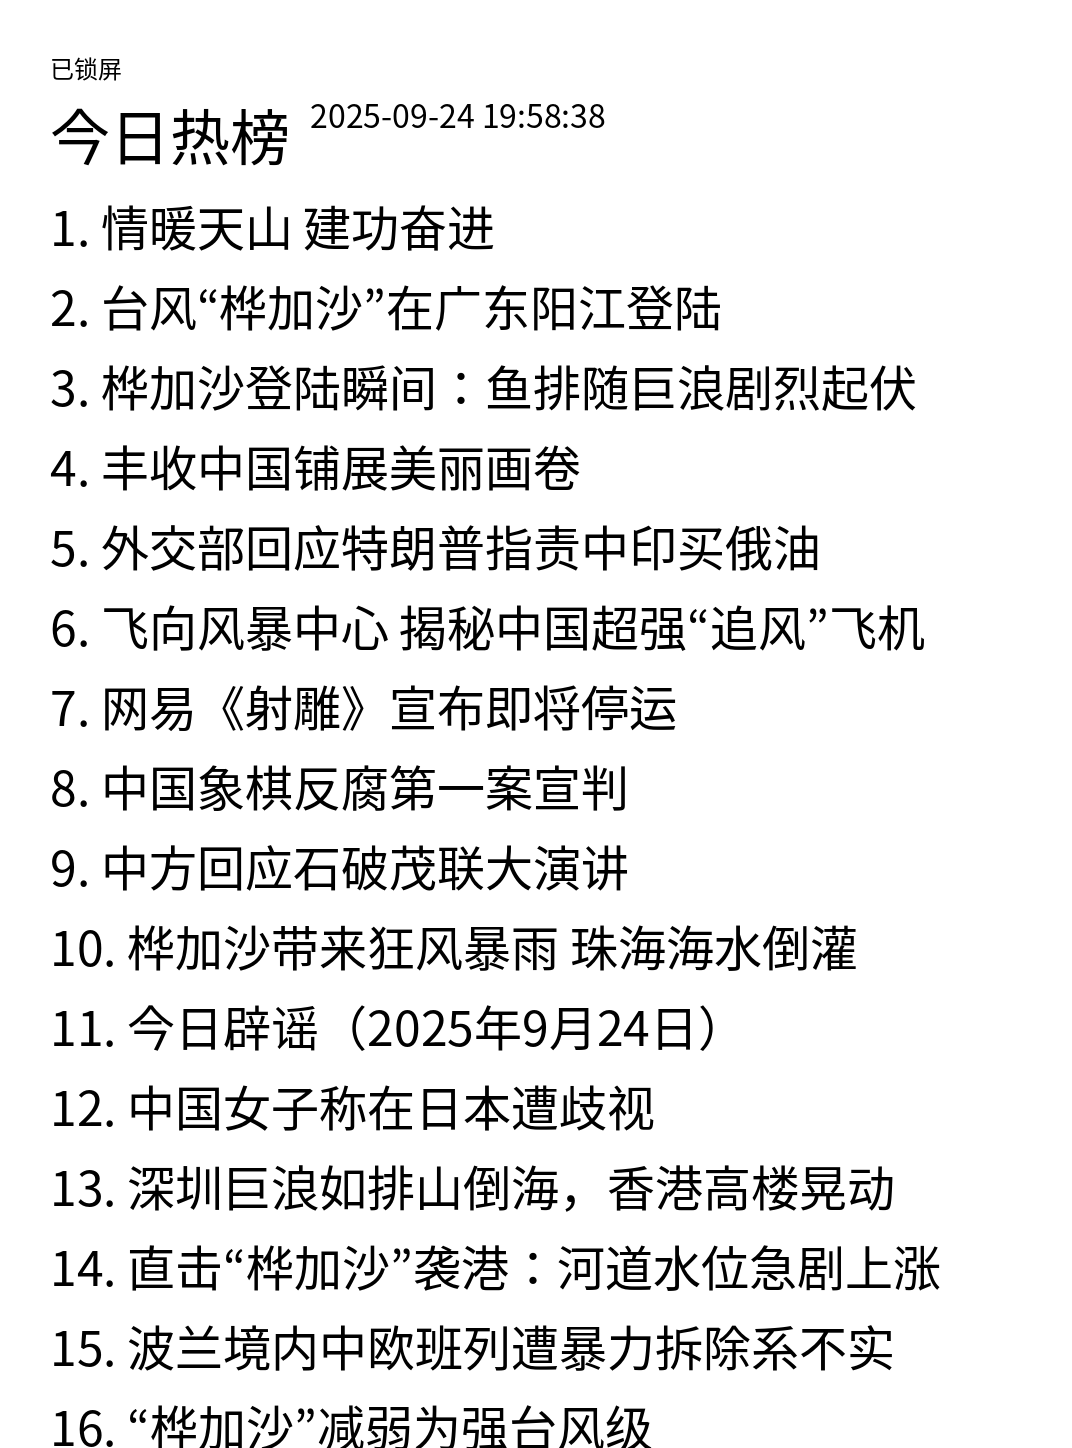 已锁屏
今日热榜 2025-09-24 19:58:38
1. 情暖天山 建功奋进
2. 台风“桦加沙”在广东阳江登陆
3. 桦加沙登陆瞬间：鱼排随巨浪剧烈起伏
4. 丰收中国铺展美丽画卷
5. 外交部回应特朗普指责中印买俄油
6. 飞向风暴中心 揭秘中国超强“追风”飞机
7. 网易《射雕》宣布即将停运
8. 中国象棋反腐第一案宣判
9. 中方回应石破茂联大演讲
10. 桦加沙带来狂风暴雨 珠海海水倒灌
11. 今日辟谣（2025年9月24日）
12. 中国女子称在日本遭歧视
13. 深圳巨浪如排山倒海，香港高楼晃动
14. 直击“桦加沙”袭港：河道水位急剧上涨
15. 波兰境内中欧班列遭暴力拆除系不实
16. “桦加沙”减弱为强台风级